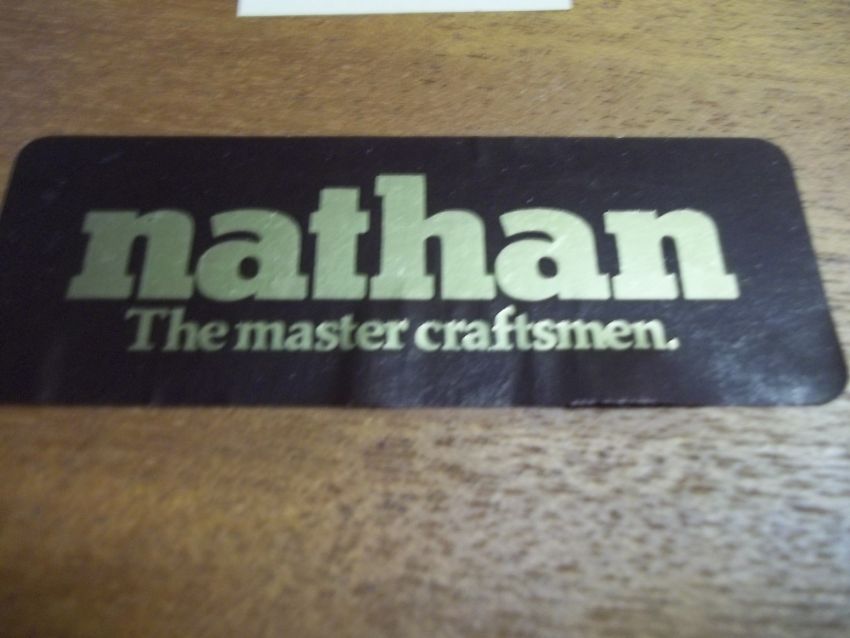 nathan
The master craftsmen.